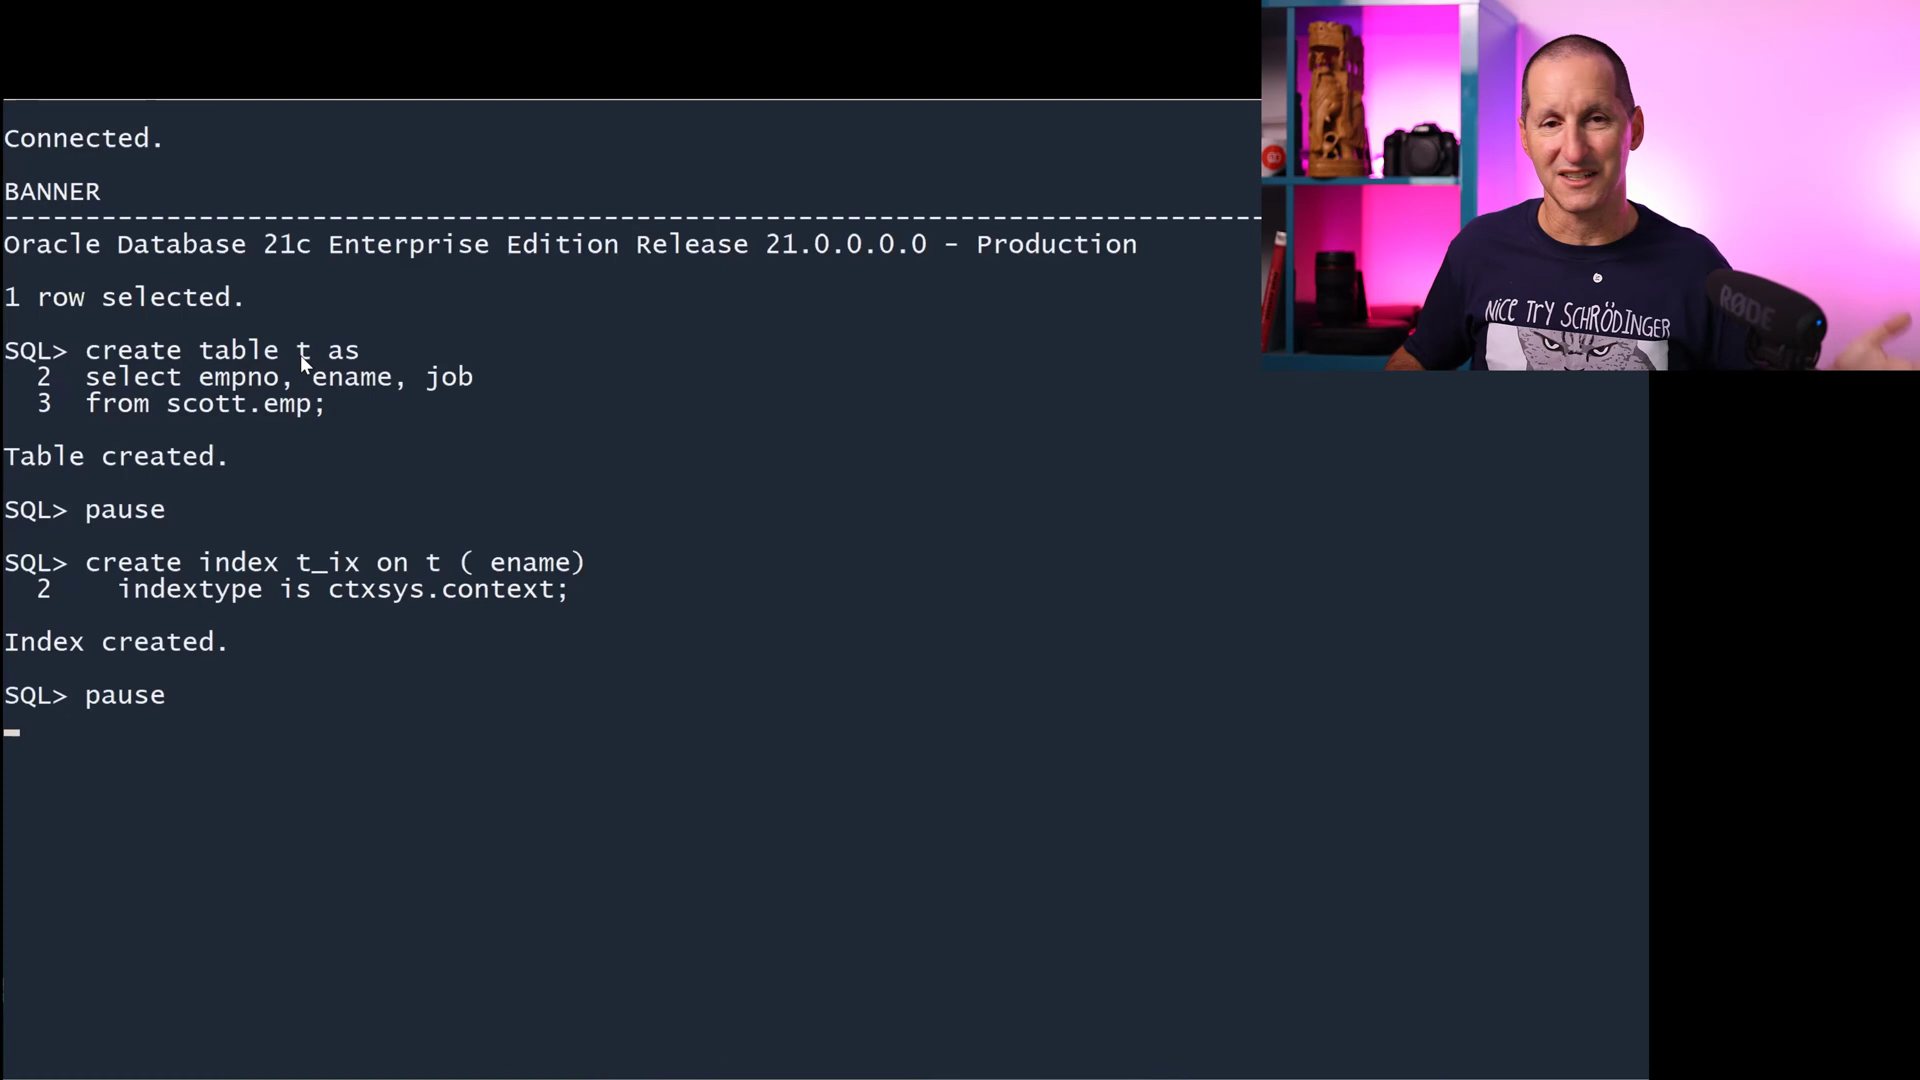 Connected.
BANNER
--------------------------------------------------------------------------------
Oracle Database 21c Enterprise Edition Release 21.0.0.0.0 - Production
1 row selected.
SQL> create table t as
2 select empno, ename, job
3 from scott.emp;
Table created.
SQL> pause
SQL> create index t_ix on t ( ename)
2 indextype is ctxsys.context;
Index created.
SQL> pause
RØDE
NiCE TrY SCHRÖDINGER